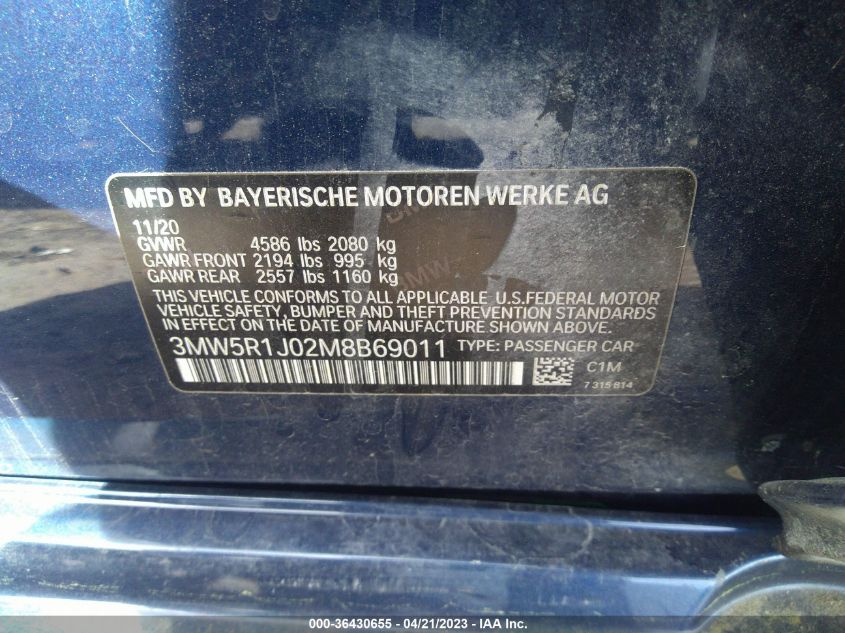 MFD BY BAYERISCHE MOTOREN WERKE AG
11/20
GVWR 4586 lbs 2080 kg
GAWR FRONT 2194 lbs 995 kg
GAWR REAR 2557 lbs 1160 kg
THIS VEHICLE CONFORMS TO ALL APPLICABLE U.S.FEDERAL MOTOR
VEHICLE SAFETY, BUMPER AND THEFT PREVENTION STANDARDS
IN EFFECT ON THE DATE OF MANUFACTURE SHOWN ABOVE.
3MW5R1J02M8B69011 TYPE: PASSENGER CAR
C1M
7 315 814
000-36430655 - 04/21/2023 - IAA Inc.